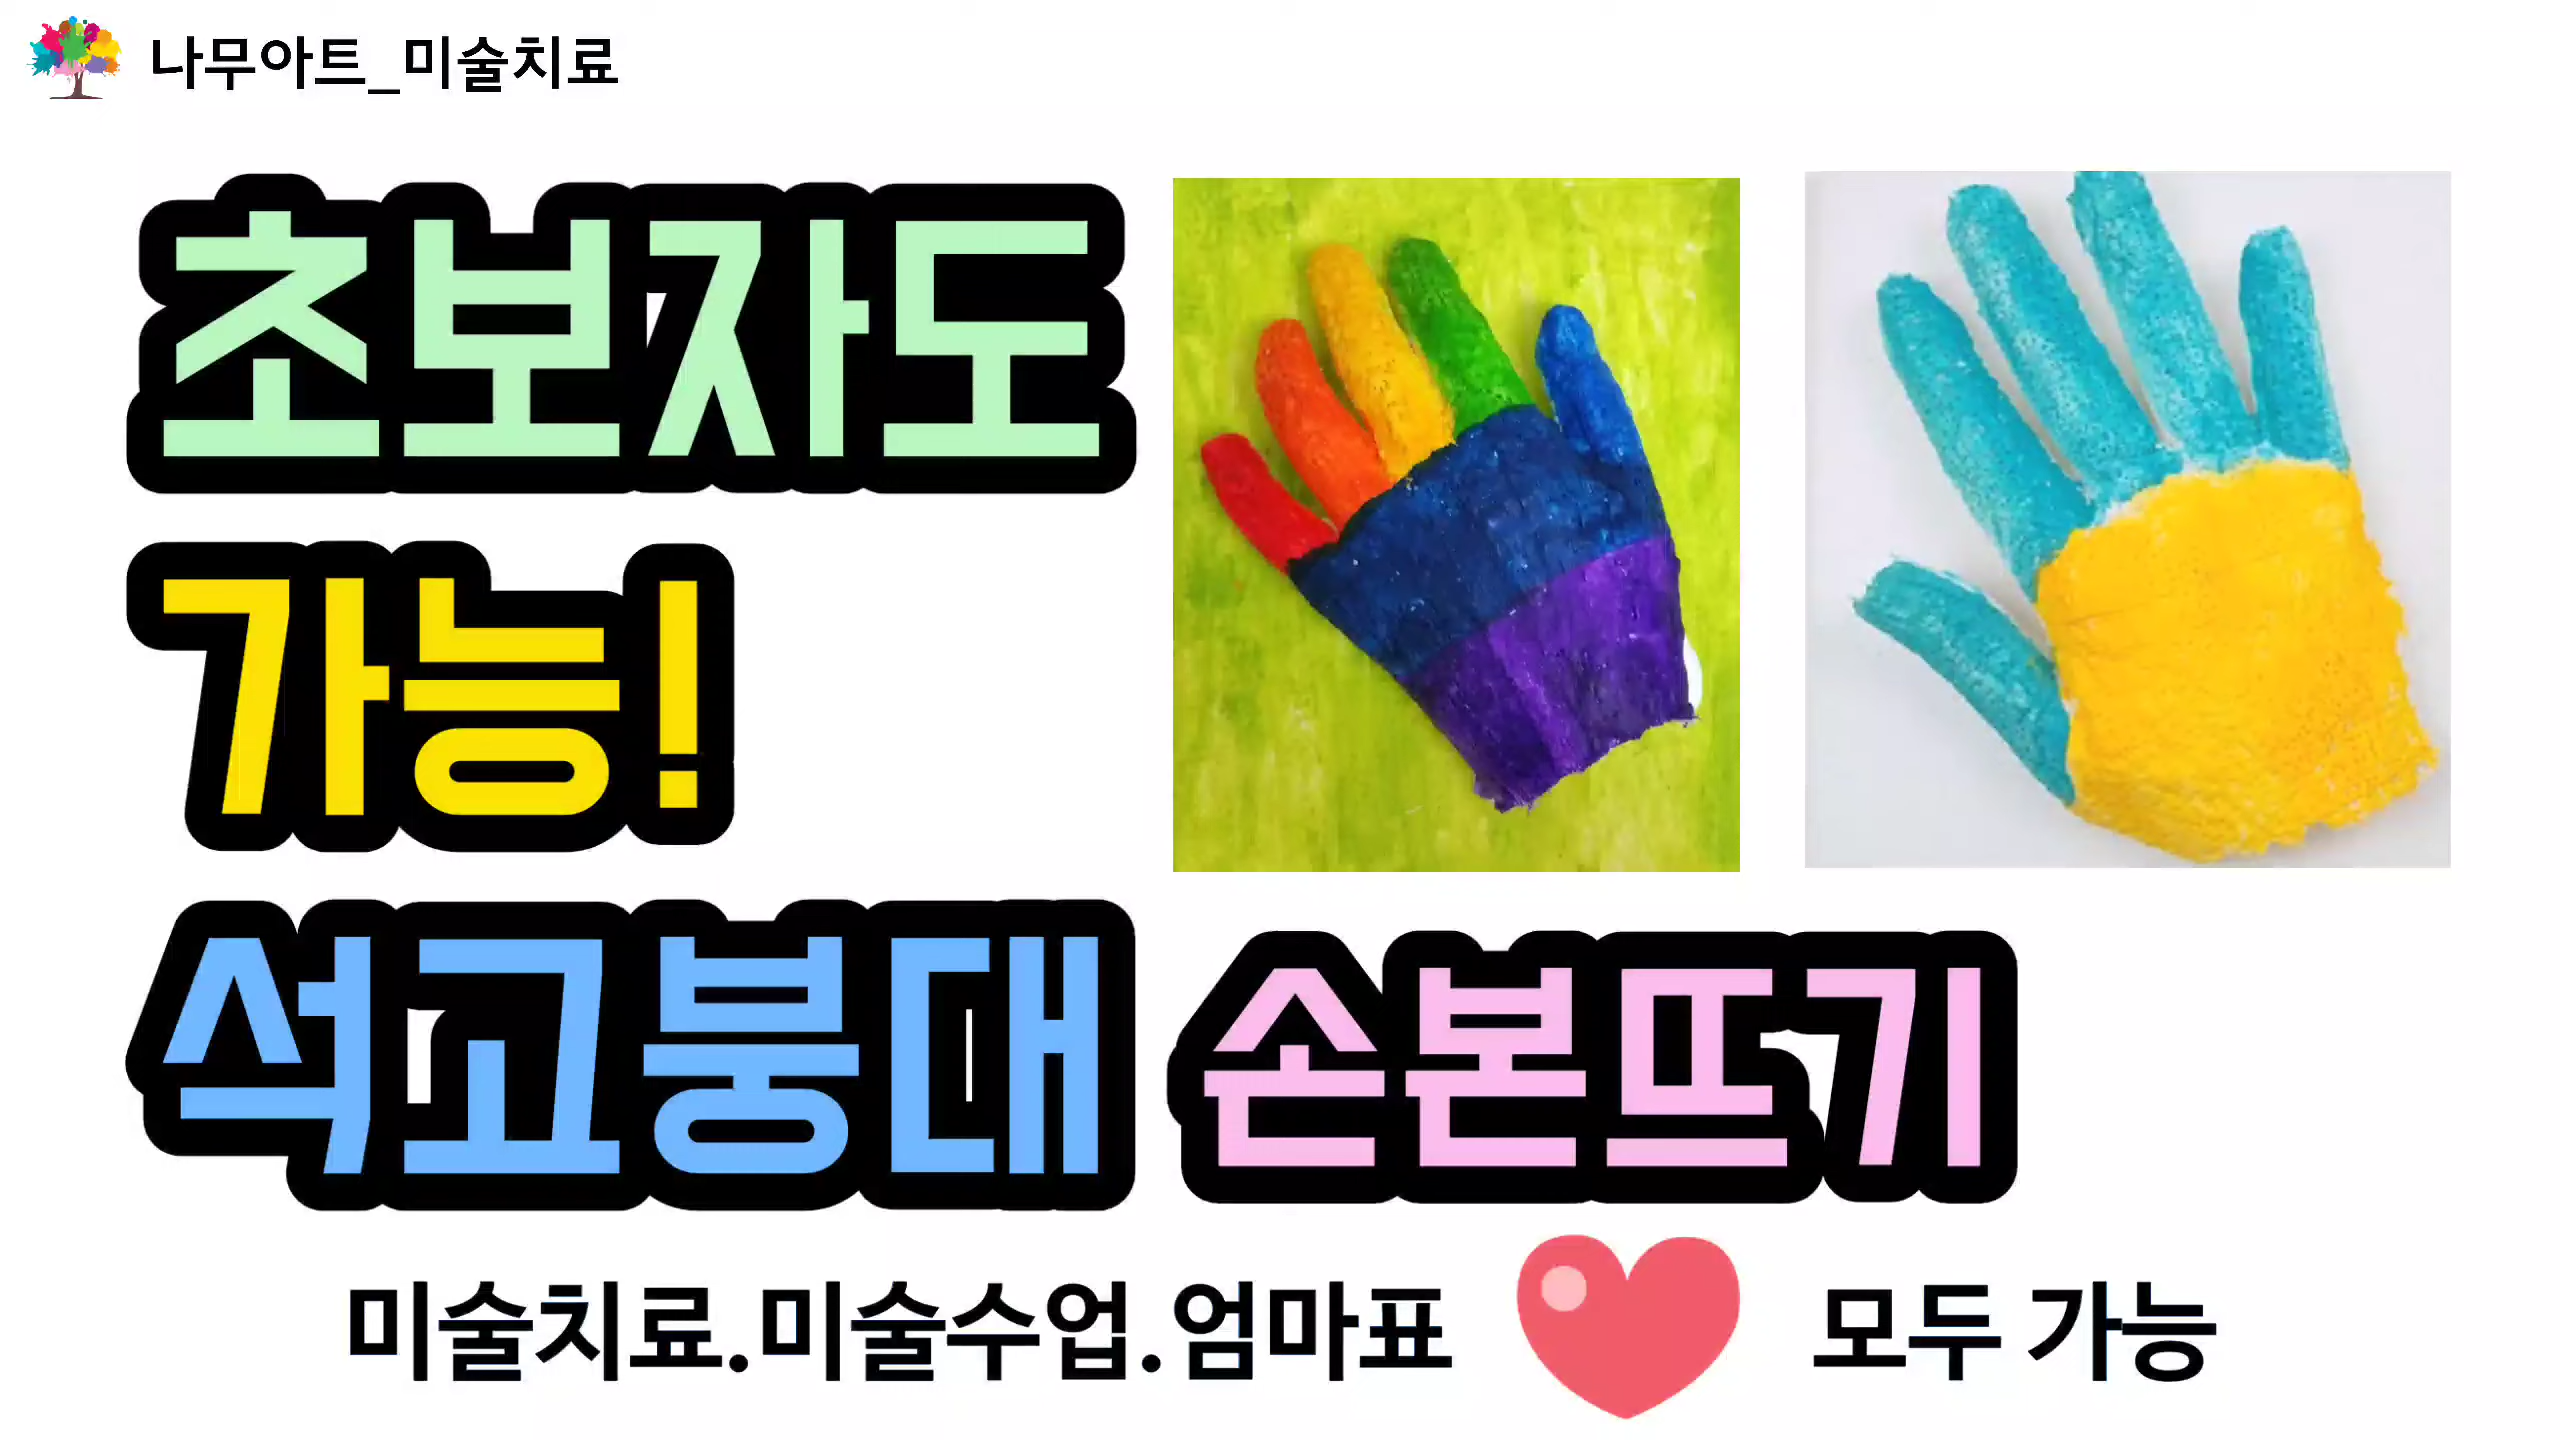 나무아트_미술치료
초보자도
가능!
석고붕대 손본뜨기
미술치료.미술수업.엄마표 모두 가능